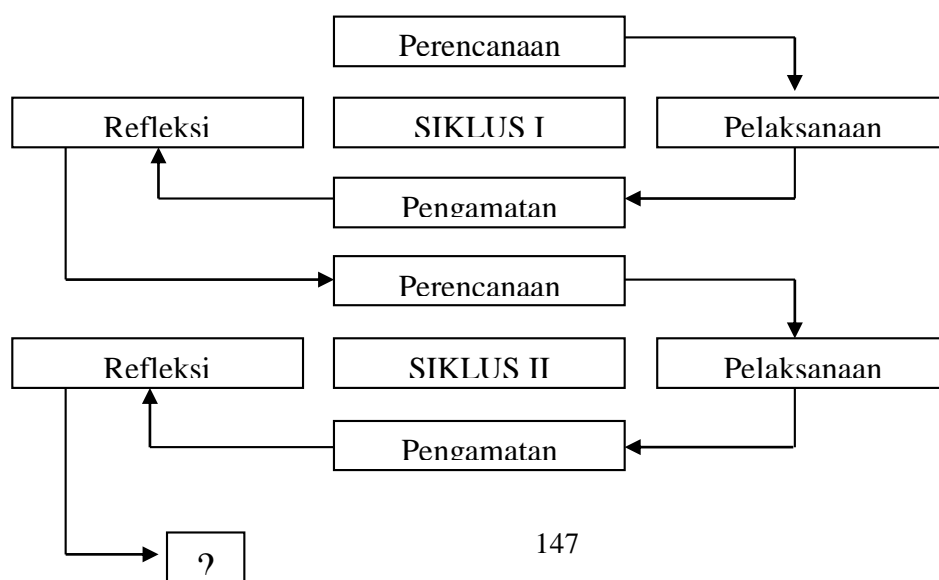 Perencanaan
Refleksi SIKLUS I Pelaksanaan
Pengamatan
Perencanaan
Refleksi SIKLUS II Pelaksanaan
Pengamatan
?
147